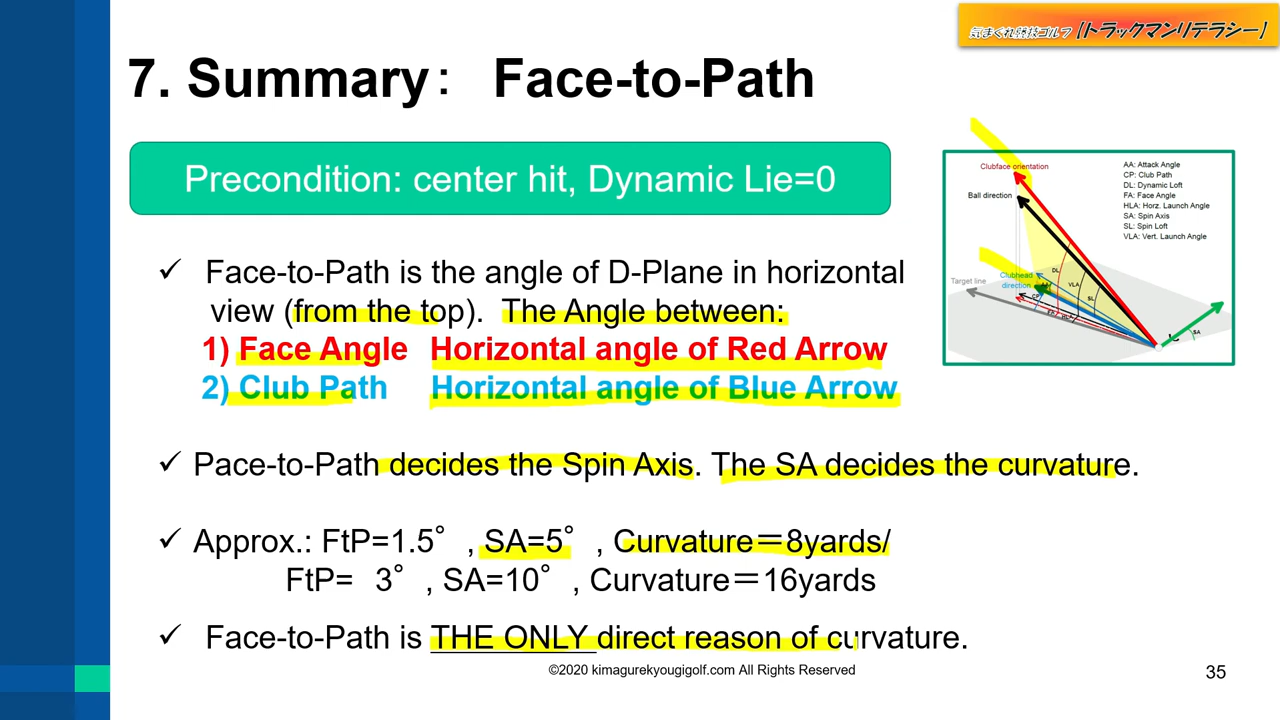 気まぐれ競技ゴルフ【トラックマンリテラシー】
7. Summary： Face-to-Path
Precondition: center hit, Dynamic Lie=0
✓ Face-to-Path is the angle of D-Plane in horizontal
view (from the top). The Angle between:
1) Face Angle Horizontal angle of Red Arrow
2) Club Path Horizontal angle of Blue Arrow
✓ Pace-to-Path decides the Spin Axis. The SA decides the curvature.
✓ Approx.: FtP=1.5°, SA=5°, Curvature＝8yards/
FtP= 3°, SA=10°, Curvature＝16yards
✓ Face-to-Path is THE ONLY direct reason of curvature.
Clubface orientation
Ball direction
Clubhead
direction
Target line
DL
VLA
SL
CP
SA
AA: Attack Angle
CP: Club Path
DL: Dynamic Loft
FA: Face Angle
HLA: Horz. Launch Angle
SA: Spin Axis
SL: Spin Loft
VLA: Vert. Launch Angle
©2020 kimagurekyougigolf.com All Rights Reserved
35